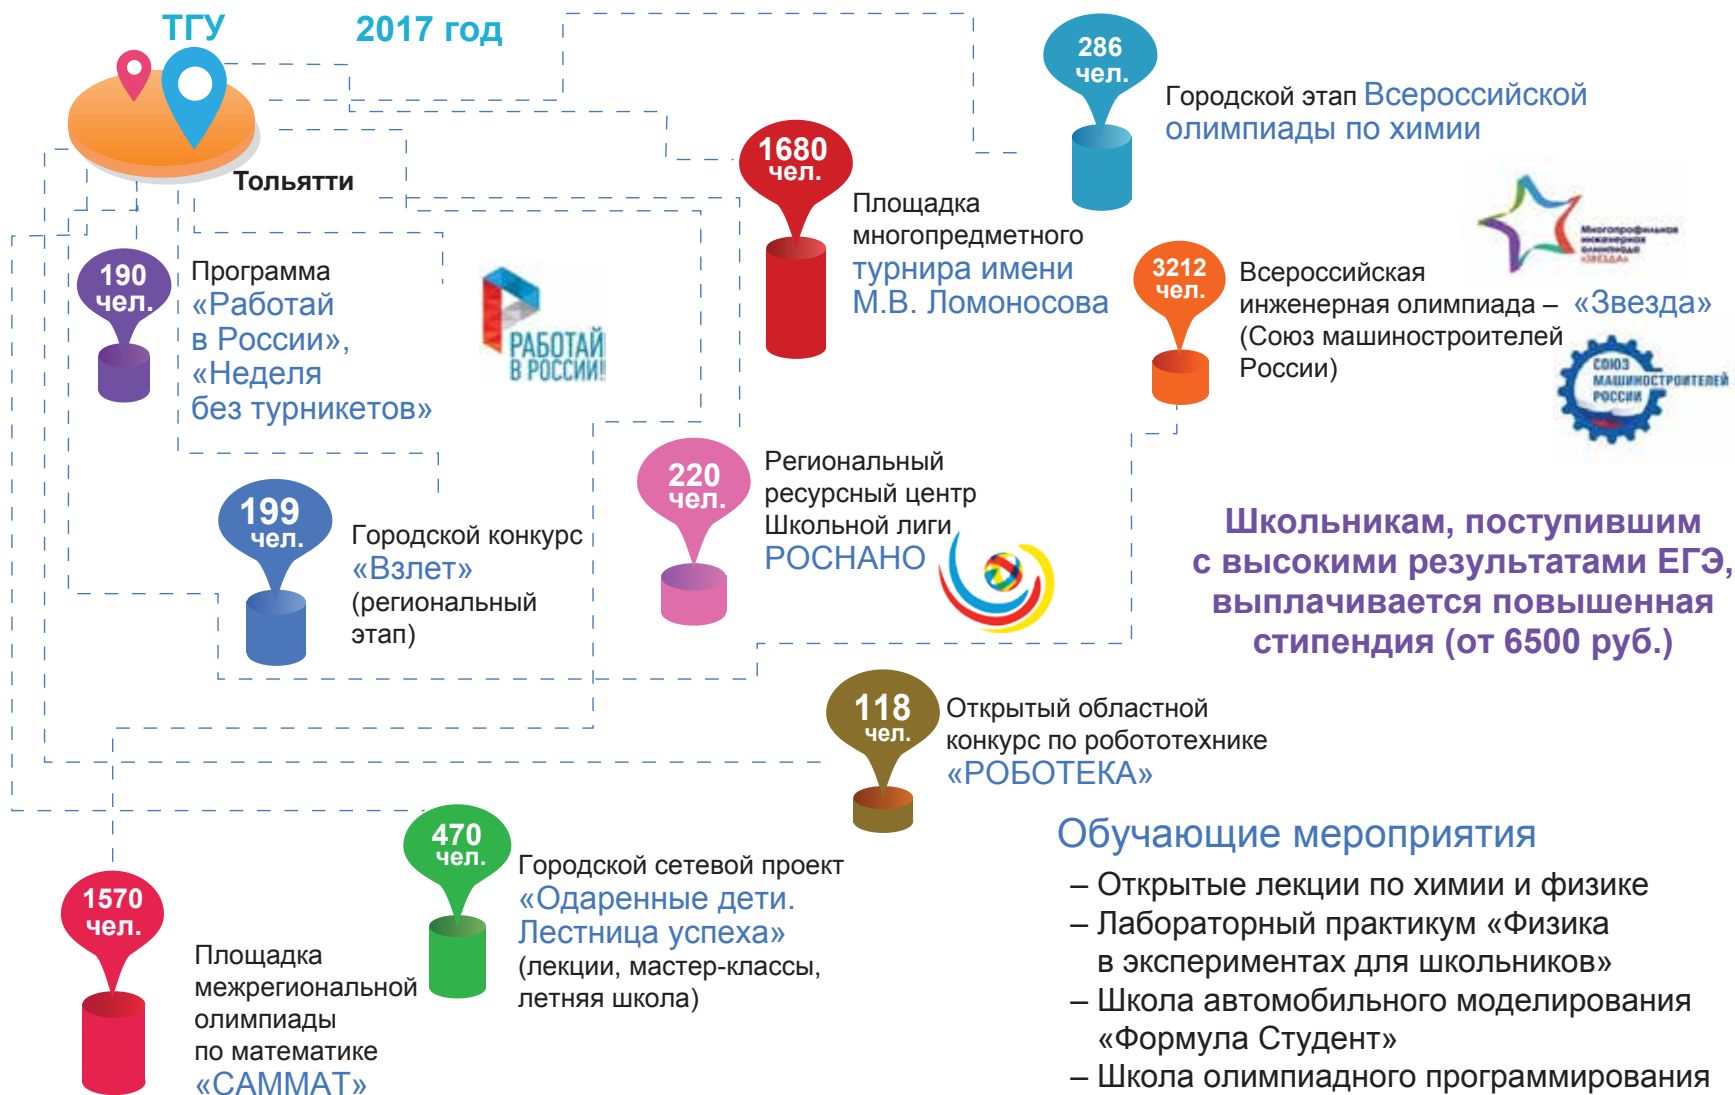 ТГУ
2017 год
Тольятти
286
чел.
Городской этап Всероссийской
олимпиады по химии
1680
чел.
Площадка
многопредметного
турнира имени
М.В. Ломоносова
Многопрофильная
инженерная
олимпиада
«ЗВЕЗДА»
3212
чел.
Всероссийская
инженерная олимпиада – «Звезда»
(Союз машиностроителей
России)
СОЮЗ
МАШИНОСТРОИТЕЛЕЙ
РОССИИ
190
чел.
Программа
«Работай
в России»,
«Неделя
без турникетов»
РАБОТАЙ
В РОССИИ!!
199
чел.
Городской конкурс
«Взлет»
(региональный
этап)
220
чел.
Региональный
ресурсный центр
Школьной лиги
РОСНАНО
Школьникам, поступившим
с высокими результатами ЕГЭ,
выплачивается повышенная
стипендия (от 6500 руб.)
118
чел.
Открытый областной
конкурс по робототехнике
«РОБОТЕКА»
470
чел.
Городской сетевой проект
«Одаренные дети.
Лестница успеха»
(лекции, мастер-классы,
летняя школа)
1570
чел.
Площадка
межрегиональной
олимпиады
по математике
«САММАТ»
Обучающие мероприятия
– Открытые лекции по химии и физике
– Лабораторный практикум «Физика
в экспериментах для школьников»
– Школа автомобильного моделирования
«Формула Студент»
– Школа олимпиадного программирования